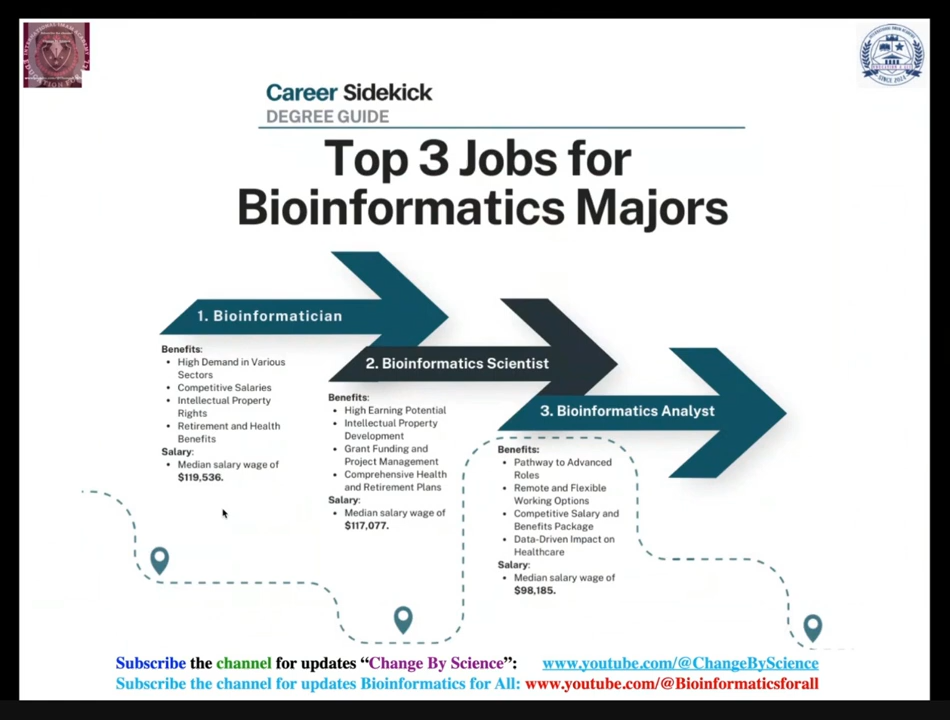 Career Sidekick
DEGREE GUIDE
Top 3 Jobs for
Bioinformatics Majors
1. Bioinformatician
Benefits:
• High Demand in Various
Sectors
• Competitive Salaries
• Intellectual Property
Rights
• Retirement and Health
Benefits
Salary:
• Median salary wage of
$119,536.
2. Bioinformatics Scientist
Benefits:
• High Earning Potential
• Intellectual Property
Development
• Grant Funding and
Project Management
• Comprehensive Health
and Retirement Plans
Salary:
• Median salary wage of
$117,077.
3. Bioinformatics Analyst
Benefits:
• Pathway to Advanced
Roles
• Remote and Flexible
Working Options
• Competitive Salary and
Benefits Package
• Data-Driven Impact on
Healthcare
Salary:
• Median salary wage of
$98,185.
Subscribe the channel for updates “Change By Science”: www.youtube.com/@ChangeByScience
Subscribe the channel for updates Bioinformatics for All: www.youtube.com/@Bioinformaticsforall